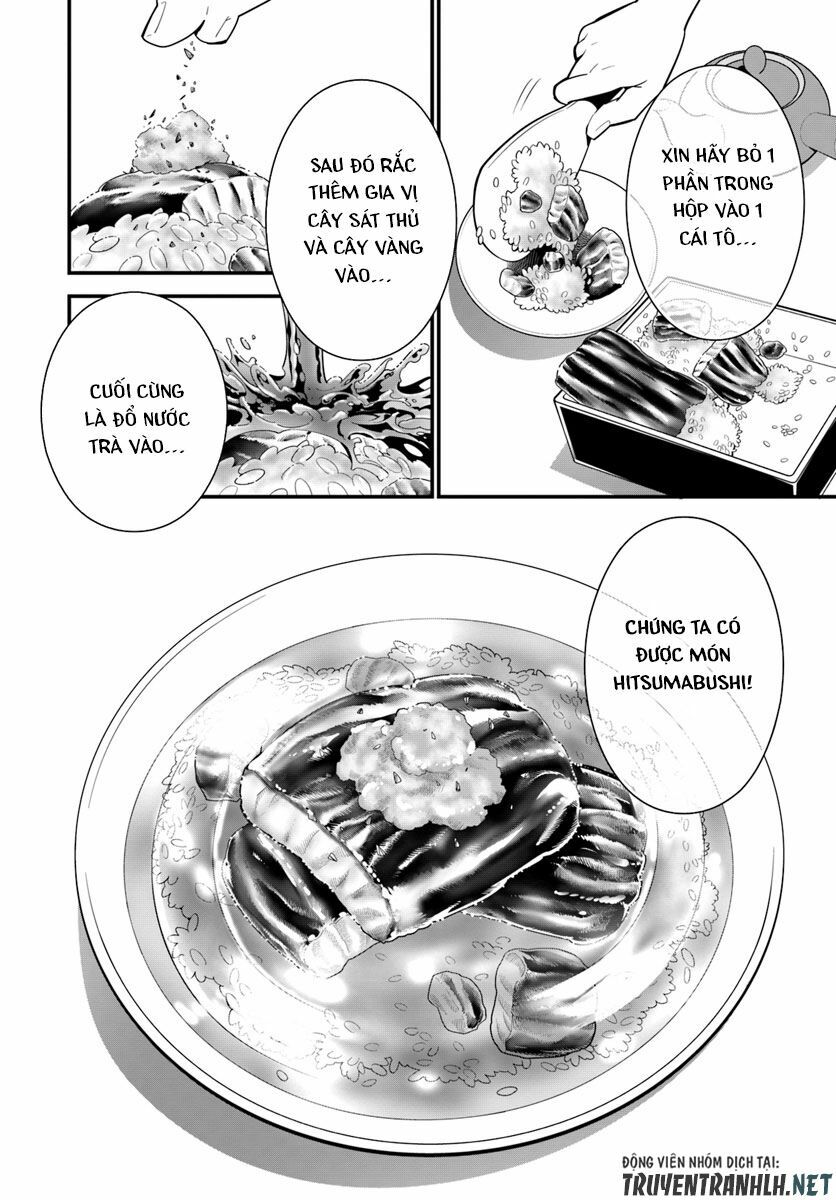 XIN HÃY BỎ 1
PHẦN TRONG
HỘP VÀO 1
CÁI TÔ...
SAU ĐÓ RẮC
THÊM GIA VỊ
CÂY SÁT THỦ
VÀ CÂY VÀNG
VÀO...
CUỐI CÙNG
LÀ ĐỔ NƯỚC
TRÀ VÀO...
CHÚNG TA CÓ
ĐƯỢC MÓN
HITSUMABUSHI!
ĐỘNG VIÊN NHÓM DỊCH TẠI:
TRUYENTRANHLH.NET